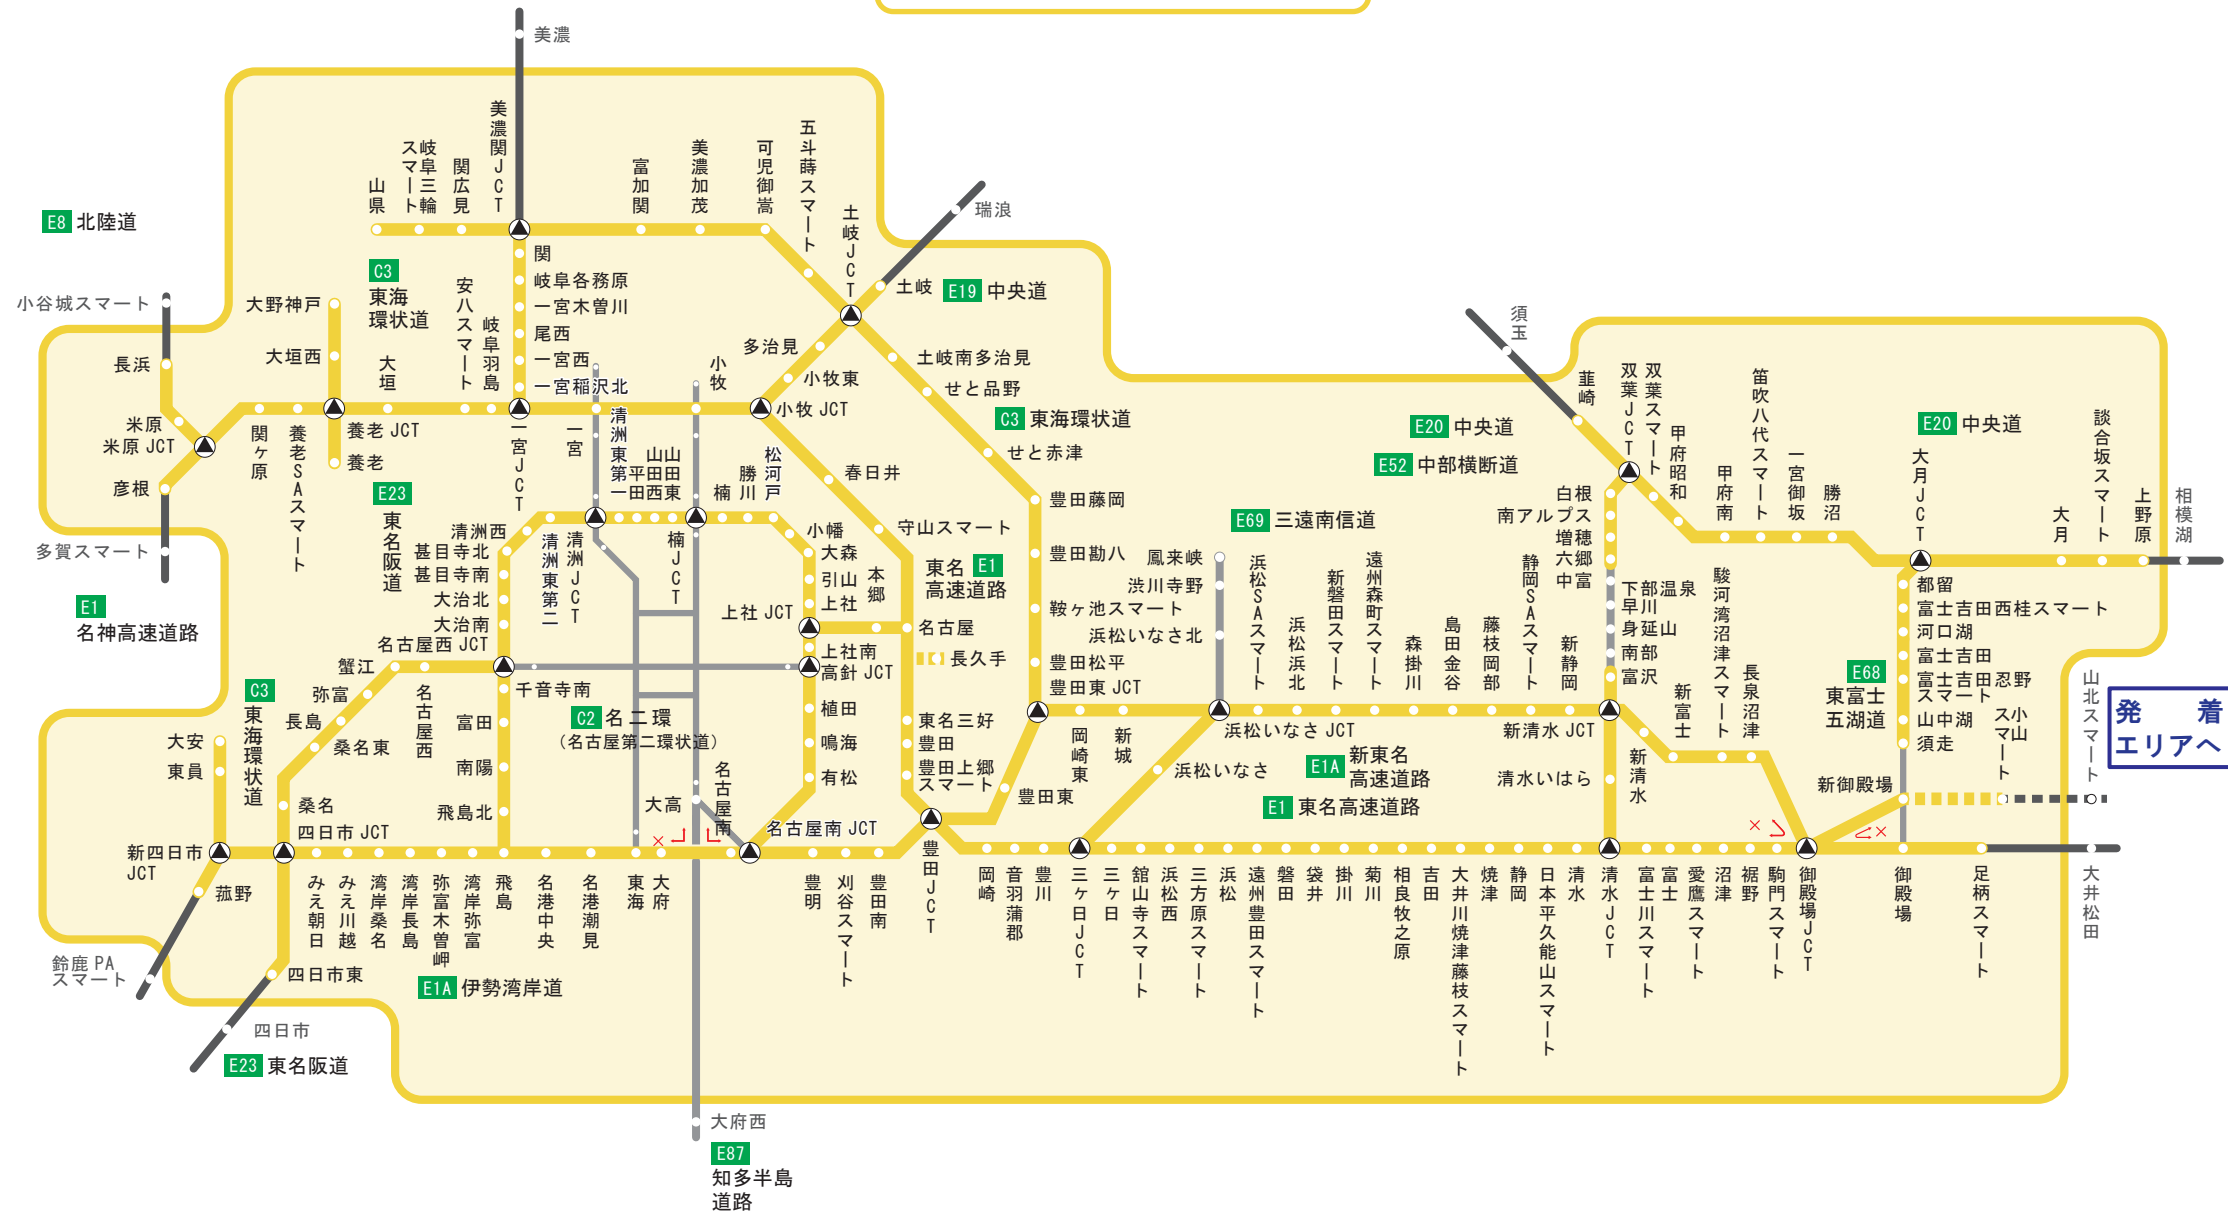 美濃
美濃関JCT
五斗蒔スマート
岐阜三輪スマート
関広見
山県
富加関
美濃加茂
可児御嵩
土岐JCT
瑞浪
E8 北陸道
関
C3
東海
環状道
岐阜各務原
一宮木曽川
尾西
一宮西
一宮稲沢北
土岐
E19 中央道
小谷城スマート
大野神戸
安八スマート
岐阜羽島
須玉
長浜
大垣西
大垣
多治見
小牧東
小牧
土岐南多治見
せと品野
韮崎
双葉JCT
双葉スマート
笛吹八代スマート
小牧 JCT
C3 東海環状道
E20 中央道
E20 中央道
米原
米原 JCT
関ヶ原
養老SAスマート
養老 JCT
養老
一宮JCT
一宮
清洲東第一
平田
山田西
山田東
楠
勝川
松河戸
春日井
せと赤津
E52 中部横断道
甲府昭和
甲府南
一宮御坂
勝沼
大月JCT
談合坂スマート
大月
上野原
相模湖
彦根
E23
東名阪道
豊田藤岡
白根
南アルプス
増穂
六郷
中富
多賀スマート
清洲西
甚目寺北
甚目寺南
大治北
大治南
名古屋西 JCT
清洲東第二
清洲JCT
楠JCT
小幡
大森
引山
上社
本郷
守山スマート
E69 三遠南信道
豊田勘八
鳳来峡
渋川寺野
浜松いなさ北
浜松SAスマート
浜松浜北
新磐田スマート
遠州森町スマート
森掛川
島田金谷
藤枝岡部
静岡SAスマート
新静岡
下部温泉
早川
身延山
南部
富沢
東名 E1
高速道路
E1
名神高速道路
上社 JCT
名古屋
鞍ヶ池スマート
都留
富士吉田西桂スマート
河口湖
富士吉田
富士吉田忍野
スマート
山中湖
須走
上社南
高針 JCT
長久手
豊田松平
豊田東 JCT
駿河湾沼津スマート
長泉沼津
新富士
E68
東富士
五湖道
山北スマート
小山スマート
蟹江
弥富
長島
桑名東
C3
東海環状道
名古屋西
千音寺南
富田
南陽
飛島北
C2 名二環
(名古屋第二環状道)
植田
鳴海
有松
東名三好
豊田
豊田上郷
スマート
岡崎東
新城
浜松いなさ JCT
浜松いなさ
新清水 JCT
清水いはら
新清水
E1A 新東名
高速道路
E1 東名高速道路
発 着
エリアへ
大安
東員
桑名
四日市 JCT
新四日市
JCT
菰野
大高
名古屋南
名古屋南 JCT
豊田東
新御殿場
みえ朝日
みえ川越
湾岸桑名
湾岸長島
弥富木曽岬
湾岸弥富
飛島
名港中央
名港潮見
東海
大府
豊明
刈谷スマート
豊田南
豊田JCT
岡崎
音羽蒲郡
豊川
三ヶ日JCT
三ヶ日
舘山寺スマート
浜松西
三方原スマート
浜松
遠州豊田スマート
磐田
袋井
掛川
菊川
相良牧之原
吉田
大井川焼津藤枝スマート
焼津
静岡
日本平久能山スマート
清水
清水JCT
富士川スマート
富士
愛鷹スマート
沼津
裾野
駒門スマート
御殿場JCT
御殿場
足柄スマート
大井松田
鈴鹿 PA
スマート
四日市東
E1A 伊勢湾岸道
四日市
E23 東名阪道
大府西
E87
知多半島
道路